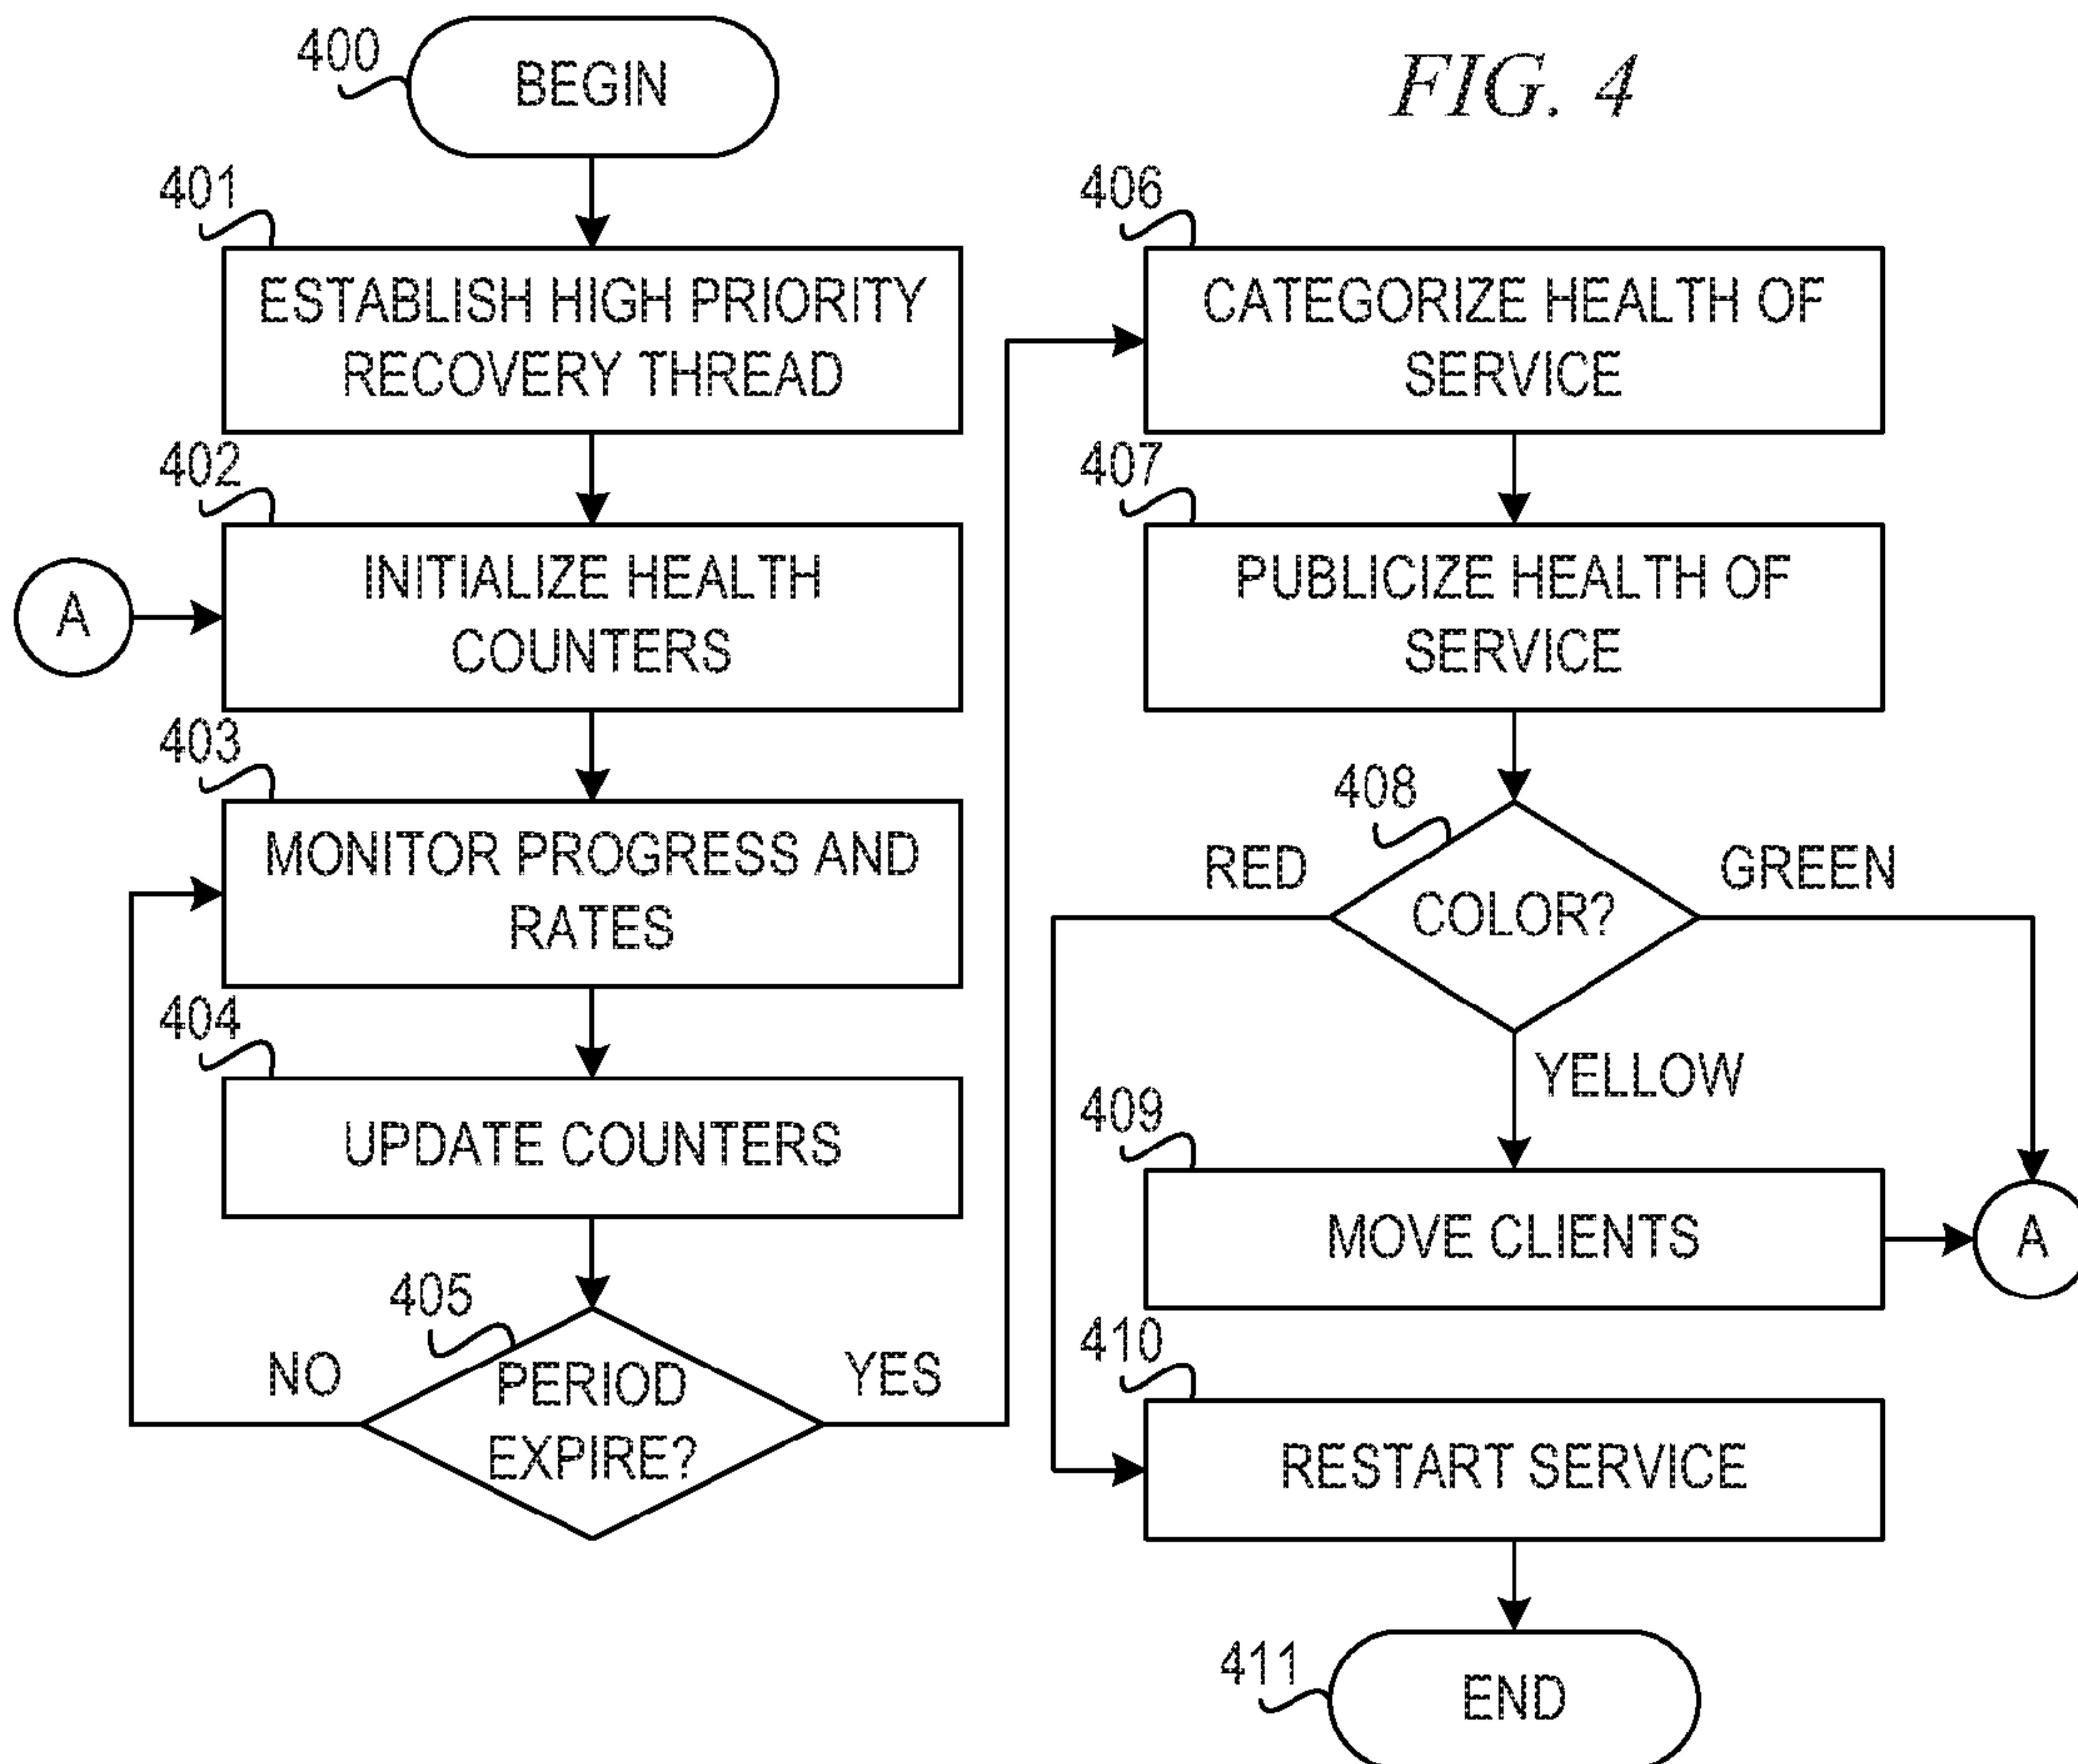 FIG. 4
400
BEGIN
401
ESTABLISH HIGH PRIORITY
RECOVERY THREAD
402
A
INITIALIZE HEALTH
COUNTERS
403
MONITOR PROGRESS AND
RATES
404
UPDATE COUNTERS
405
PERIOD
EXPIRE?
NO
YES
406
CATEGORIZE HEALTH OF
SERVICE
407
PUBLICIZE HEALTH OF
SERVICE
408
COLOR?
RED
GREEN
YELLOW
409
MOVE CLIENTS
A
410
RESTART SERVICE
411
END